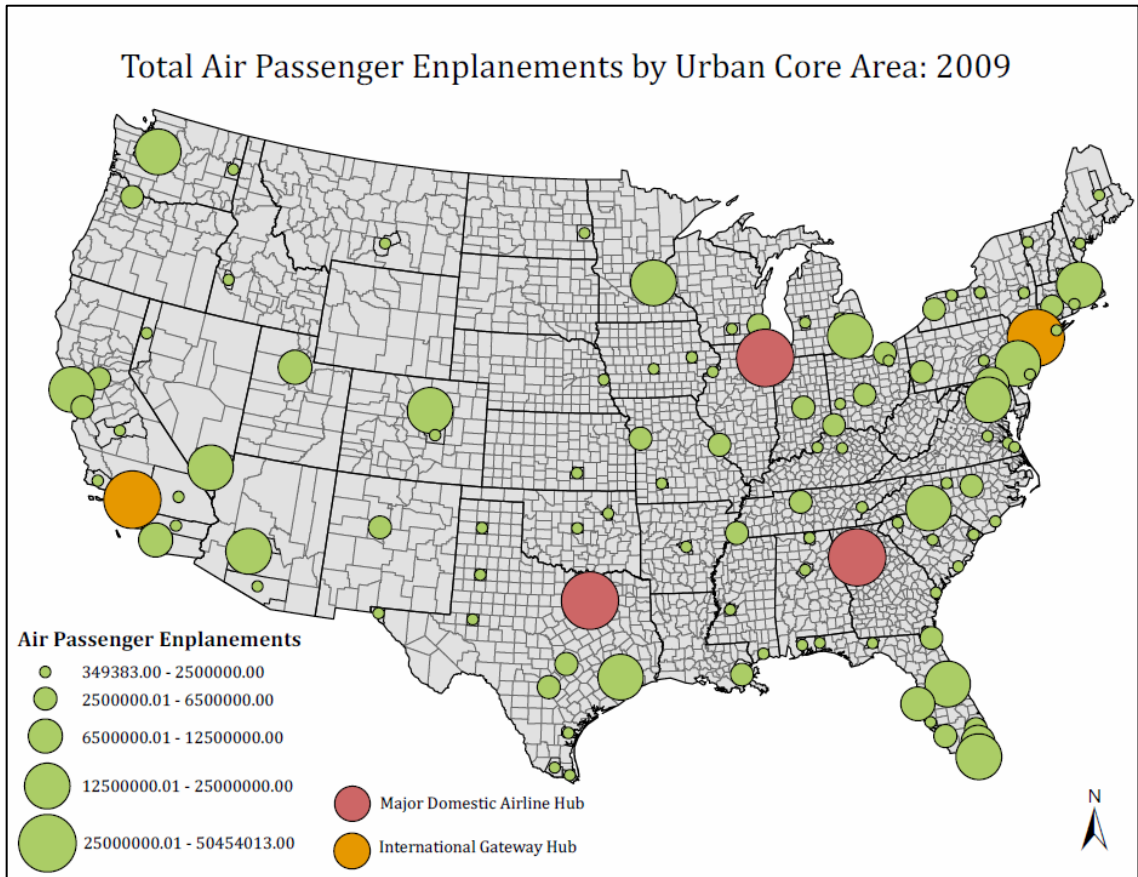 Total Air Passenger Enplanements by Urban Core Area: 2009
Air Passenger Enplanements
349383.00 - 2500000.00
2500000.01 - 6500000.00
6500000.01 - 12500000.00
12500000.01 - 25000000.00
25000000.01 - 50454013.00
Major Domestic Airline Hub
International Gateway Hub
N